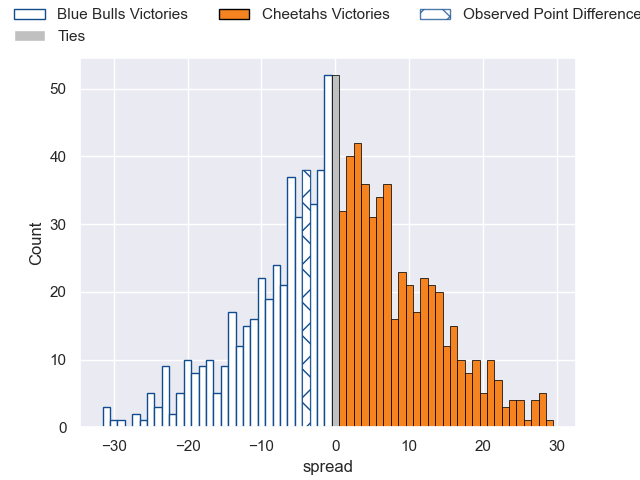 Blue Bulls Victories Cheetahs Victories Observed Point Difference
Ties
50
40
30
20
10
0
Count
−30 −20 −10 0 10 20 30
spread